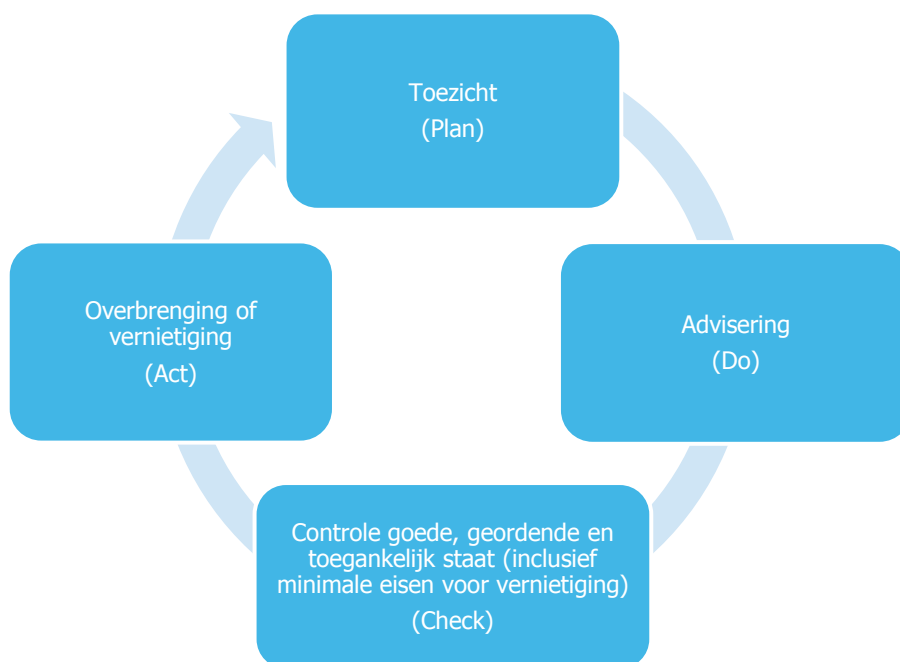 Toezicht
(Plan)
Advisering
(Do)
Controle goede, geordende en
toegankelijk staat (inclusief
minimale eisen voor vernietiging)
(Check)
Overbrenging of
vernietiging
(Act)